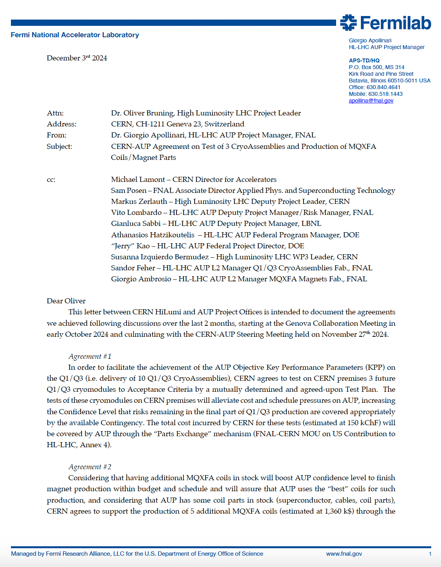 Fermilab
Fermi National Accelerator Laboratory
Giorgio Apollinari
HL-LHC AUP Project Manager
December 3rd 2024
APS-TD/HQ
P.O. Box 500, MS 314
Kirk Road and Pine Street
Batavia, Illinois 60510-5011 USA
Office: 630.840.4641
Mobile: 630.518.1443
apollina@fnal.gov
Attn: Dr. Oliver Bruning, High Luminosity LHC Project Leader
Address: CERN, CH-1211 Geneva 23, Switzerland
From: Dr. Giorgio Apollinari, HL-LHC AUP Project Manager, FNAL
Subject: CERN-AUP Agreement on Test of 3 CryoAssemblies and Production of MQXFA
Coils/Magnet Parts
cc: Michael Lamont – CERN Director for Accelerators
Sam Posen – FNAL Associate Director Applied Phys. and Superconducting Technology
Markus Zerlauth – High Luminosity LHC Deputy Project Leader, CERN
Vito Lombardo – HL-LHC AUP Deputy Project Manager/Risk Manager, FNAL
Gianluca Sabbi – HL-LHC AUP Deputy Project Manager, LBNL
Athanasios Hatzikoutelis – HL-LHC AUP Federal Program Manager, DOE
"Jerry" Kao – HL-LHC AUP Federal Project Director, DOE
Susanna Izquierdo Bermudez – High Luminosity LHC WP3 Leader, CERN
Sandor Feher – HL-LHC AUP L2 Manager Q1/Q3 CryoAssemblies Fab., FNAL
Giorgio Ambrosio – HL-LHC AUP L2 Manager MQXFA Magnets Fab., FNAL
Dear Oliver
This letter between CERN HiLumi and AUP Project Offices is intended to document the agreements
we achieved following discussions over the last 2 months, starting at the Genova Collaboration Meeting in
early October 2024 and culminating with the CERN-AUP Steering Meeting held on November 27th 2024.
Agreement #1
In order to facilitate the achievement of the AUP Objective Key Performance Parameters (KPP) on
the Q1/Q3 (i.e. delivery of 10 Q1/Q3 CryoAssemblies), CERN agrees to test on CERN premises 3 future
Q1/Q3 cryomodules to Acceptance Criteria by a mutually determined and agreed-upon Test Plan. The
tests of these cryomodules on CERN premises will alleviate cost and schedule pressures on AUP, increasing
the Confidence Level that risks remaining in the final part of Q1/Q3 production are covered appropriately
by the available Contingency. The total cost incurred by CERN for these tests (estimated at 150 kChF) will
be covered by AUP through the "Parts Exchange" mechanism (FNAL-CERN MOU on US Contribution to
HL-LHC, Annex 4).
Agreement #2
Considering that having additional MQXFA coils in stock will boost AUP confidence level to finish
magnet production within budget and schedule and will assure that AUP uses the "best" coils for such
production, and considering that AUP has some coil parts in stock (superconductor, cables, coil parts),
CERN agrees to support the production of 5 additional MQXFA coils (estimated at 1,360 k$) through the
Managed by Fermi Research Alliance, LLC for the U.S. Department of Energy Office of Science www.fnal.gov 1